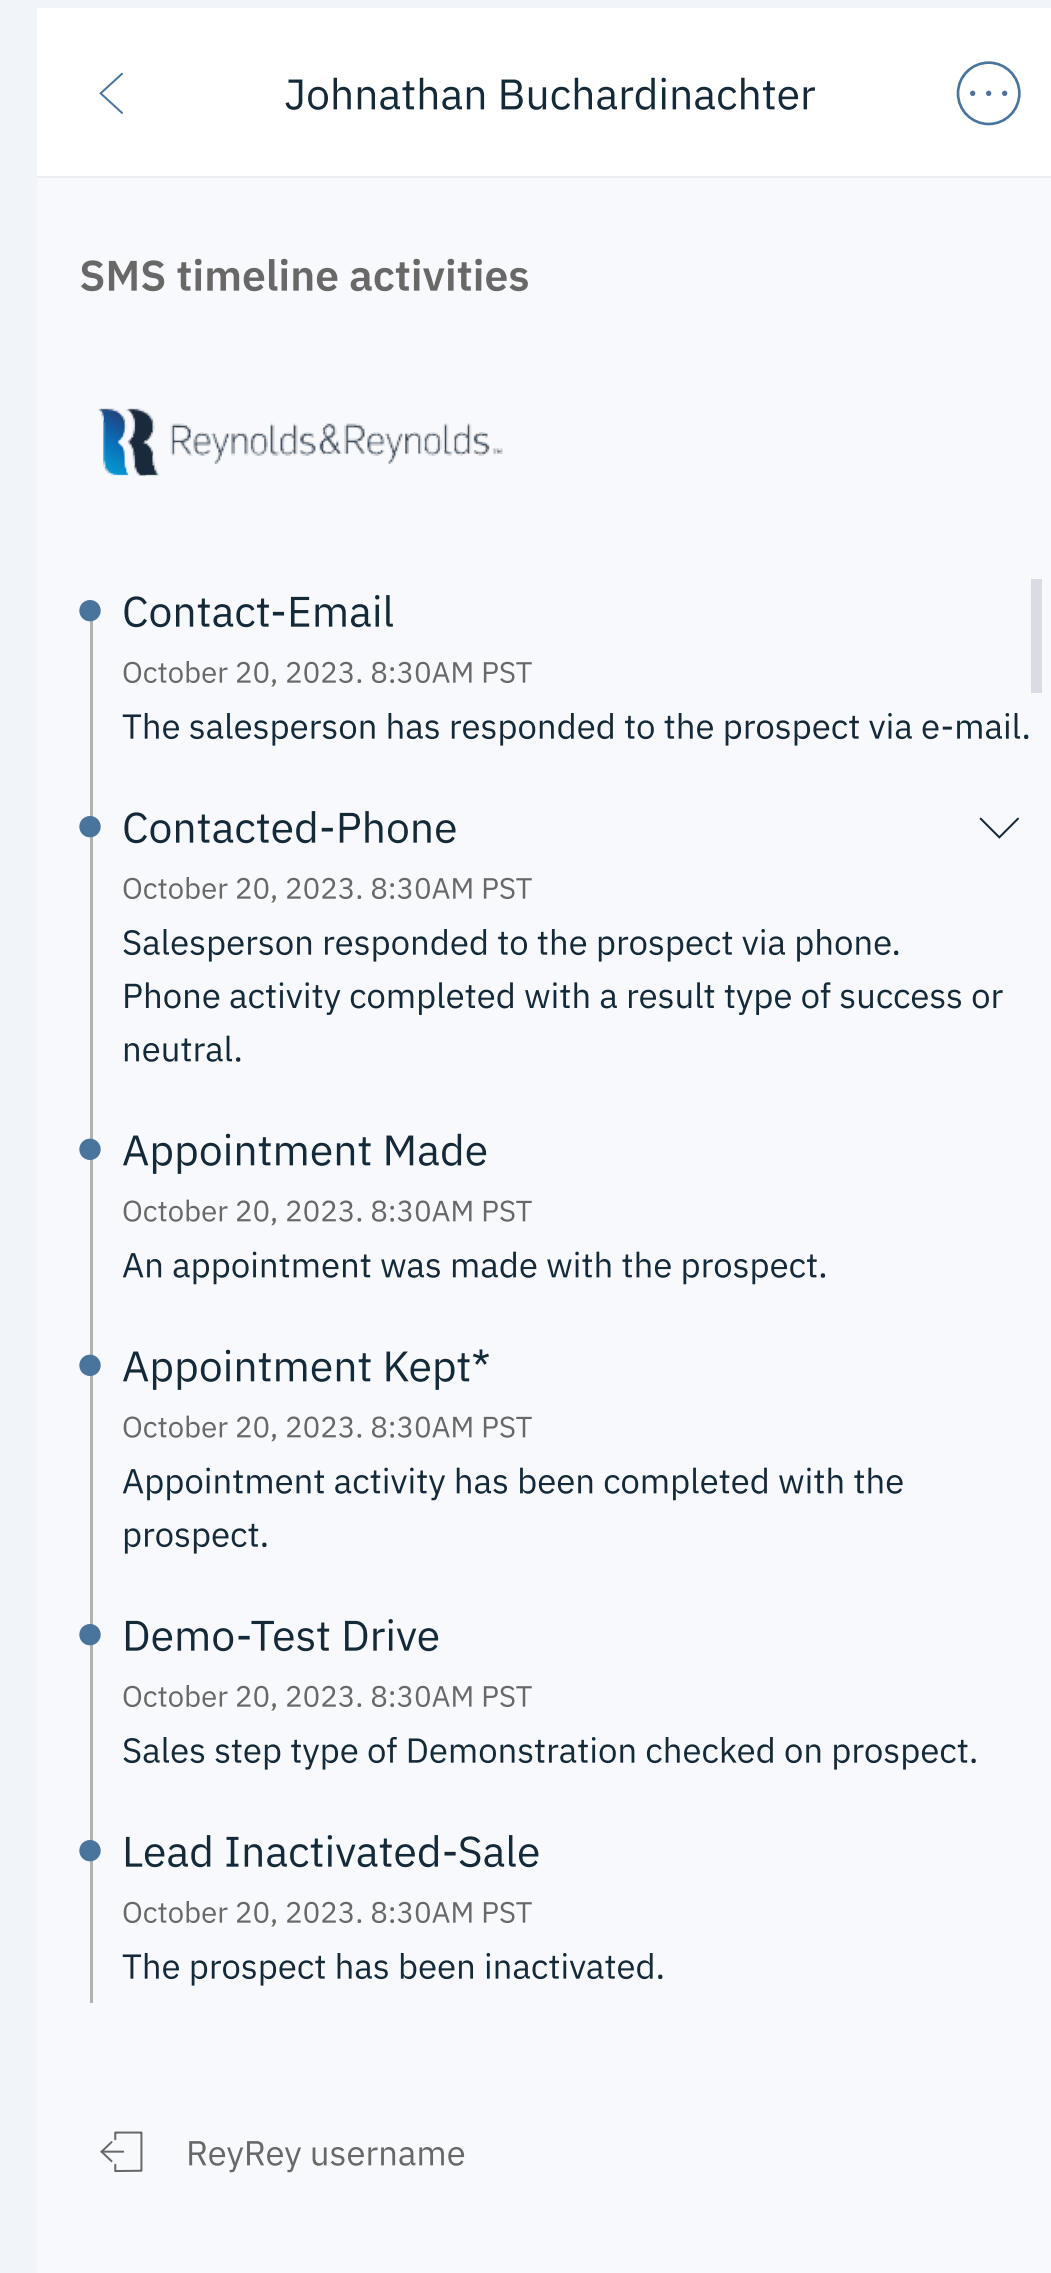 Johnathan Buchardinachter
SMS timeline activities
Reynolds&Reynolds™
Contact-Email
October 20, 2023. 8:30AM PST
The salesperson has responded to the prospect via e-mail.
Contacted-Phone
October 20, 2023. 8:30AM PST
Salesperson responded to the prospect via phone.
Phone activity completed with a result type of success or
neutral.
Appointment Made
October 20, 2023. 8:30AM PST
An appointment was made with the prospect.
Appointment Kept*
October 20, 2023. 8:30AM PST
Appointment activity has been completed with the
prospect.
Demo-Test Drive
October 20, 2023. 8:30AM PST
Sales step type of Demonstration checked on prospect.
Lead Inactivated-Sale
October 20, 2023. 8:30AM PST
The prospect has been inactivated.
ReyRey username